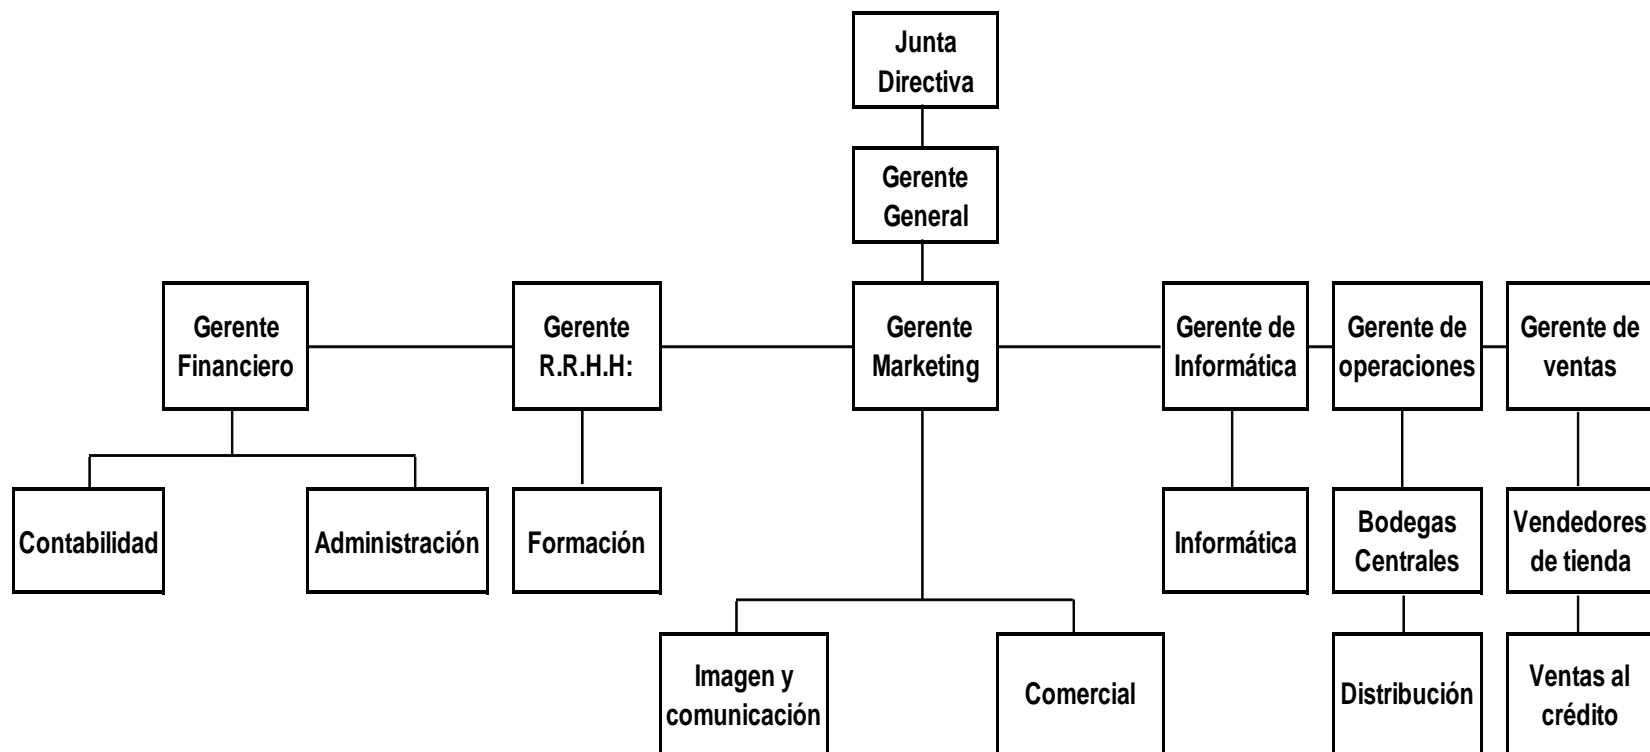 Junta
Directiva
Gerente
General
Gerente
Financiero
Gerente
R.R.H.H:
Gerente
Marketing
Gerente de
Informática
Gerente de
operaciones
Gerente de
ventas
Contabilidad
Administración
Formación
Informática
Bodegas
Centrales
Vendedores
de tienda
Imagen y
comunicación
Comercial
Distribución
Ventas al
crédito